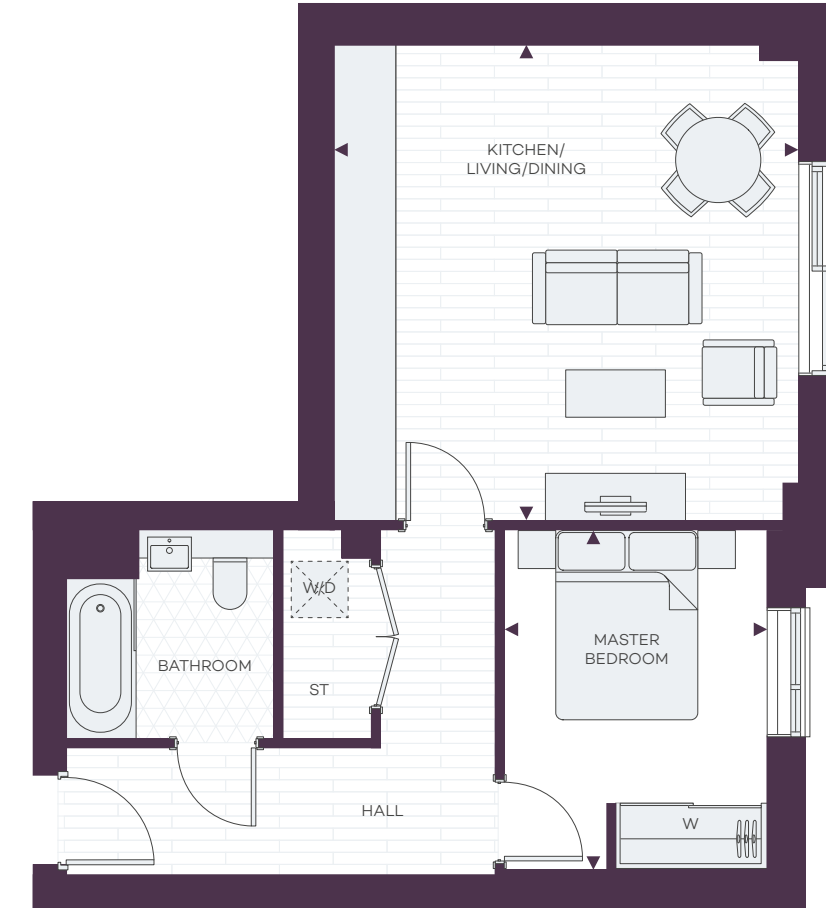 KITCHEN/
LIVING/DINING
W/D
MASTER
BEDROOM
BATHROOM
ST
HALL
W